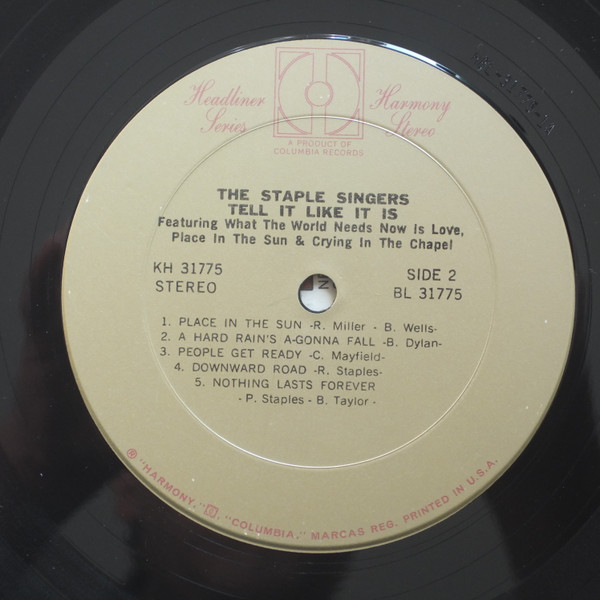 Headliner Series
Harmony Stereo
A PRODUCT OF
COLUMBIA RECORDS
THE STAPLE SINGERS
TELL IT LIKE IT IS
Featuring What The World Needs Now Is Love,
Place In The Sun & Crying In The Chapel
KH 31775 SIDE 2
STEREO BL 31775
1. PLACE IN THE SUN -R. Miller - B. Wells-
2. A HARD RAIN'S A-GONNA FALL -B. Dylan-
3. PEOPLE GET READY -C. Mayfield-
4. DOWNWARD ROAD -R. Staples-
5. NOTHING LASTS FOREVER
- P. Staples - B. Taylor -
® "HARMONY," "COLUMBIA," MARCAS REG. PRINTED IN U.S.A.